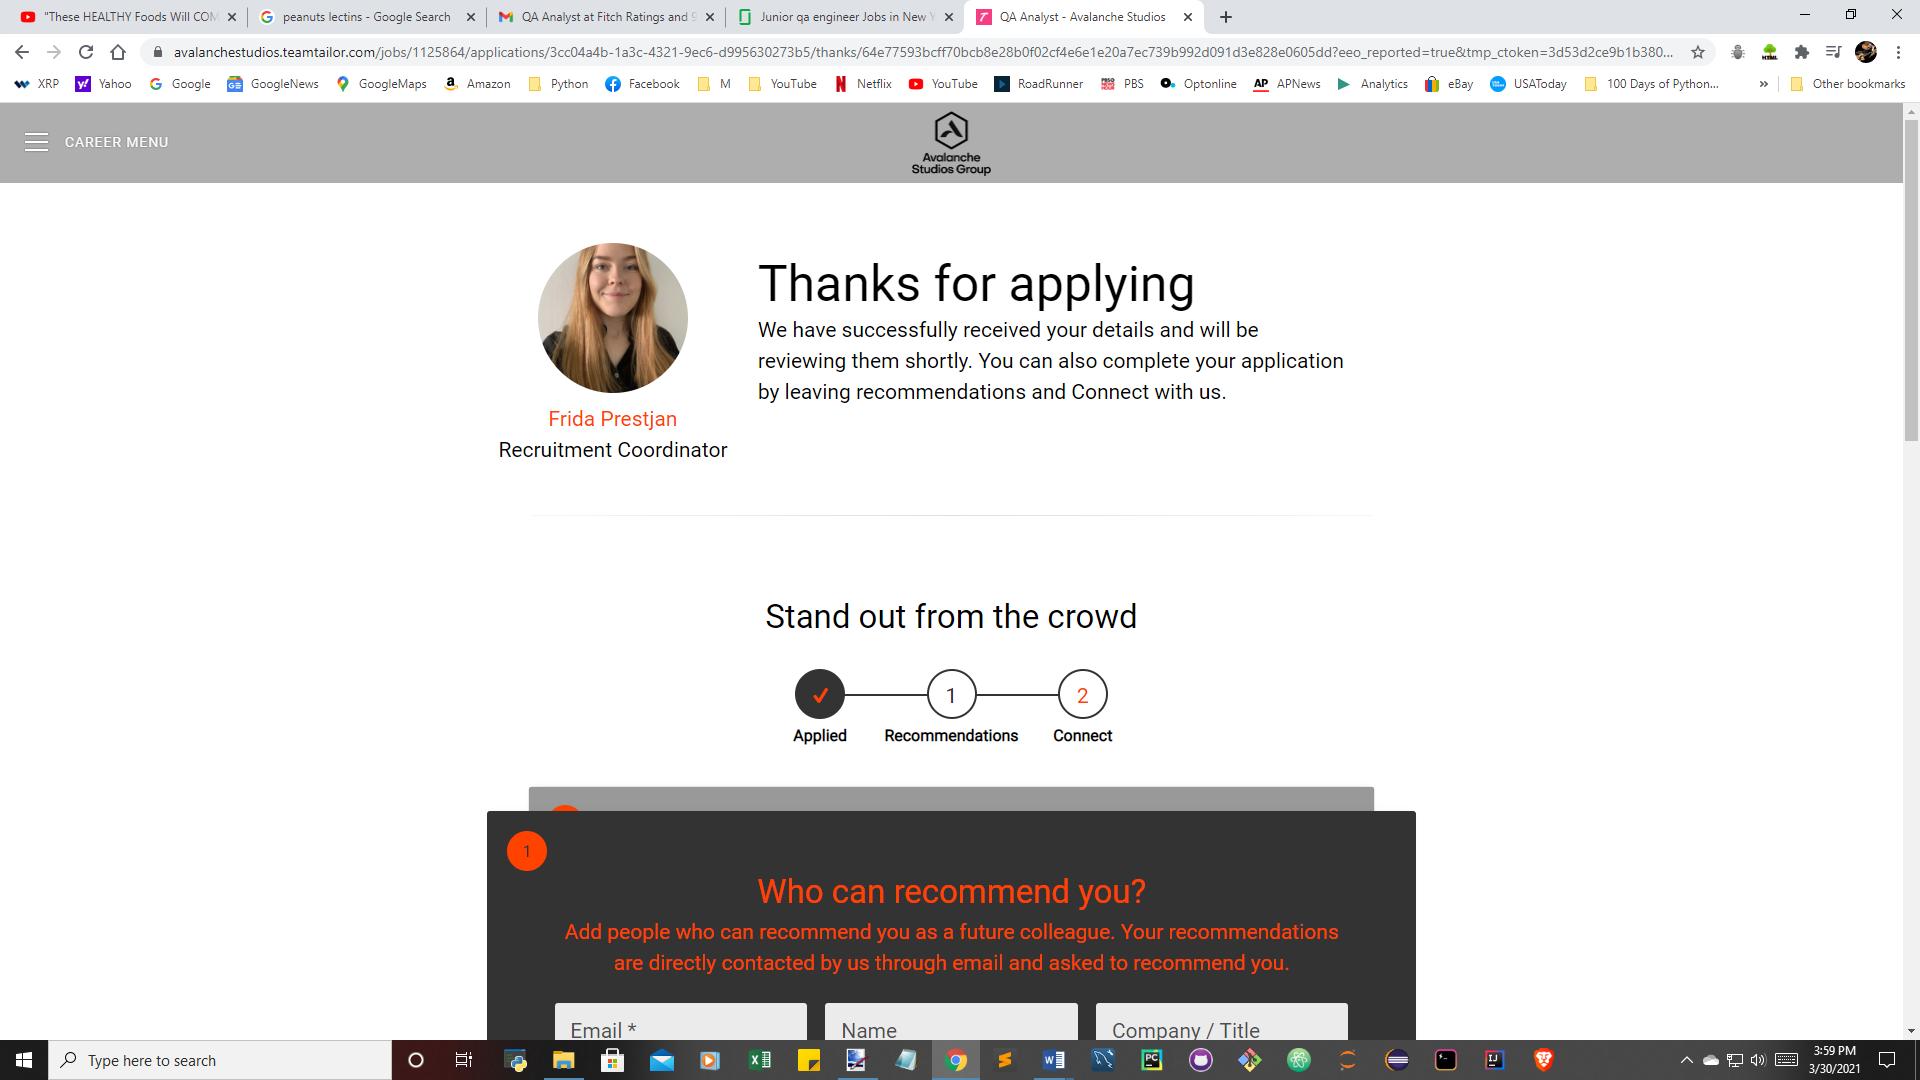 "These HEALTHY Foods Will COM
peanuts lectins - Google Search
QA Analyst at Fitch Ratings and 9
Junior qa engineer Jobs in New Y
QA Analyst - Avalanche Studios
avalanchestudios.teamtailor.com/jobs/1125864/applications/3cc04a4b-1a3c-4321-9ec6-d995630273b5/thanks/64e77593bcff70bcb8e28b0f02cf4e6e1e20a7ec739b992d091d3e828e0605dd?eeo_reported=true&tmp_ctoken=3d53d2ce9b1b380...
XRP Yahoo Google GoogleNews GoogleMaps Amazon Python Facebook M YouTube Netflix YouTube RoadRunner PBS Optonline APNews Analytics eBay USAToday 100 Days of Python... » Other bookmarks
CAREER MENU
Avalanche
Studios Group
Thanks for applying
We have successfully received your details and will be
reviewing them shortly. You can also complete your application
by leaving recommendations and Connect with us.
Frida Prestjan
Recruitment Coordinator
Stand out from the crowd
1 2
Applied Recommendations Connect
1
Who can recommend you?
Add people who can recommend you as a future colleague. Your recommendations
are directly contacted by us through email and asked to recommend you.
Email * Name Company / Title
Type here to search
3:59 PM
3/30/2021